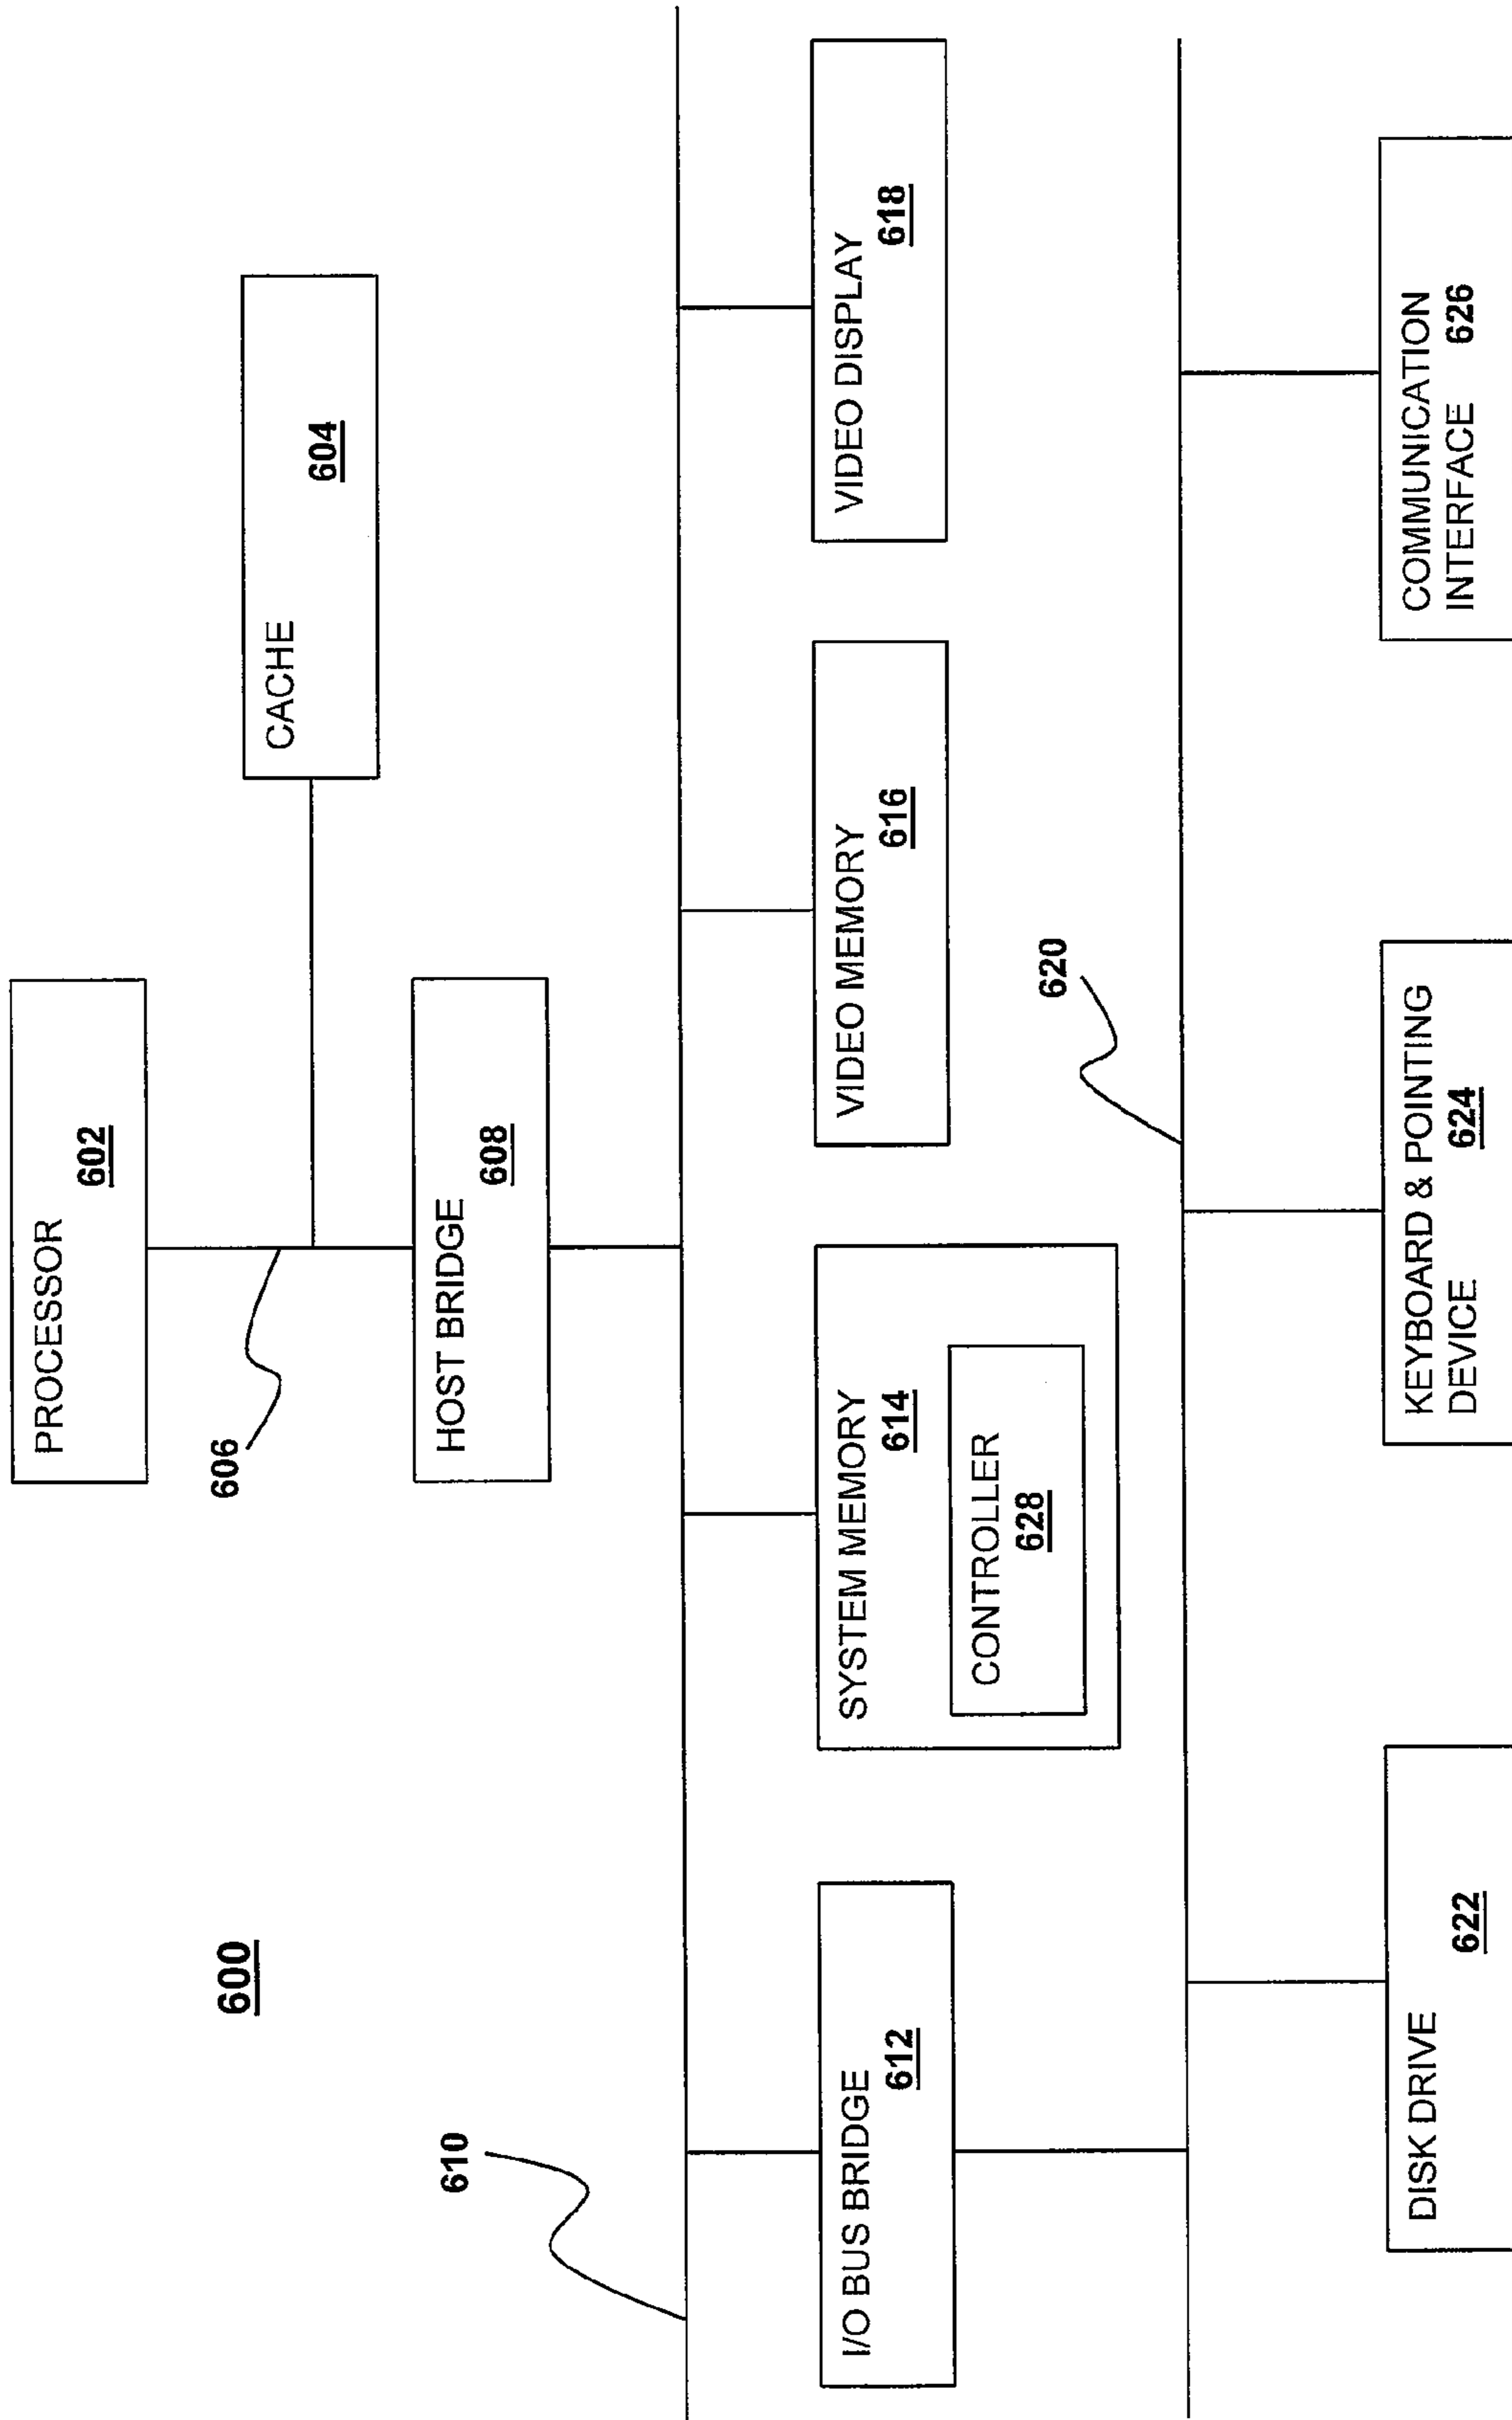 600
PROCESSOR
602
CACHE
604
606
HOST BRIDGE
608
610
I/O BUS BRIDGE
612
SYSTEM MEMORY
614
CONTROLLER
628
VIDEO MEMORY
616
VIDEO DISPLAY
618
620
DISK DRIVE
622
KEYBOARD & POINTING
DEVICE
624
COMMUNICATION
INTERFACE 626